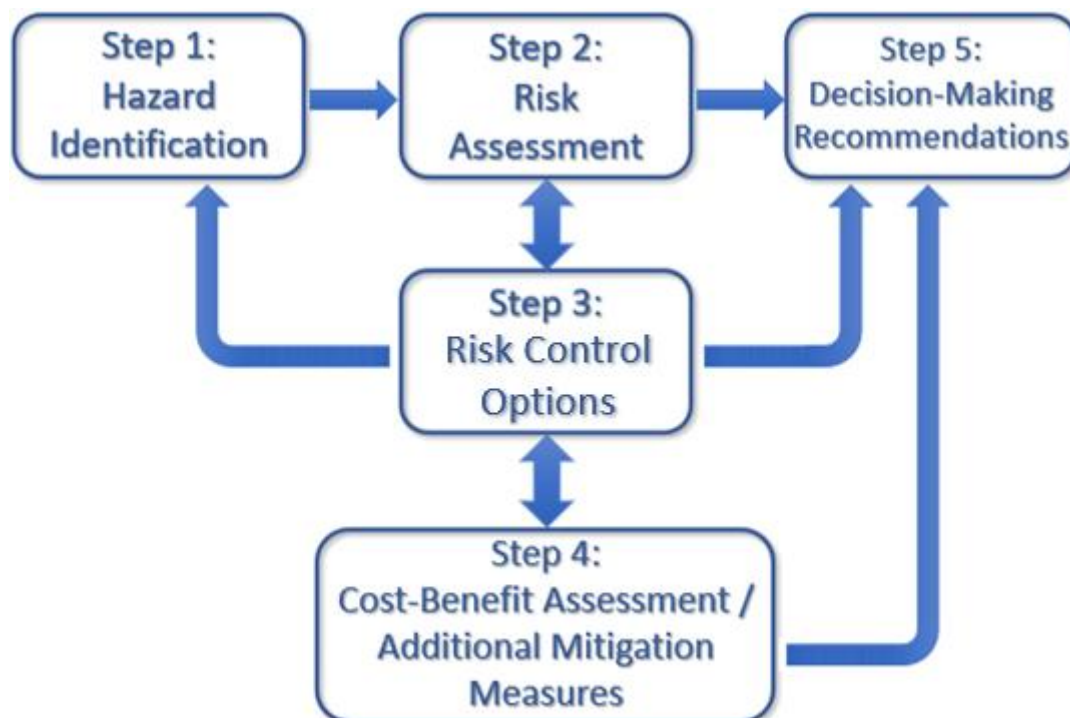 Step 1:
Hazard
Identification
Step 2:
Risk
Assessment
Step 5:
Decision-Making
Recommendations
Step 3:
Risk Control
Options
Step 4:
Cost-Benefit Assessment /
Additional Mitigation
Measures